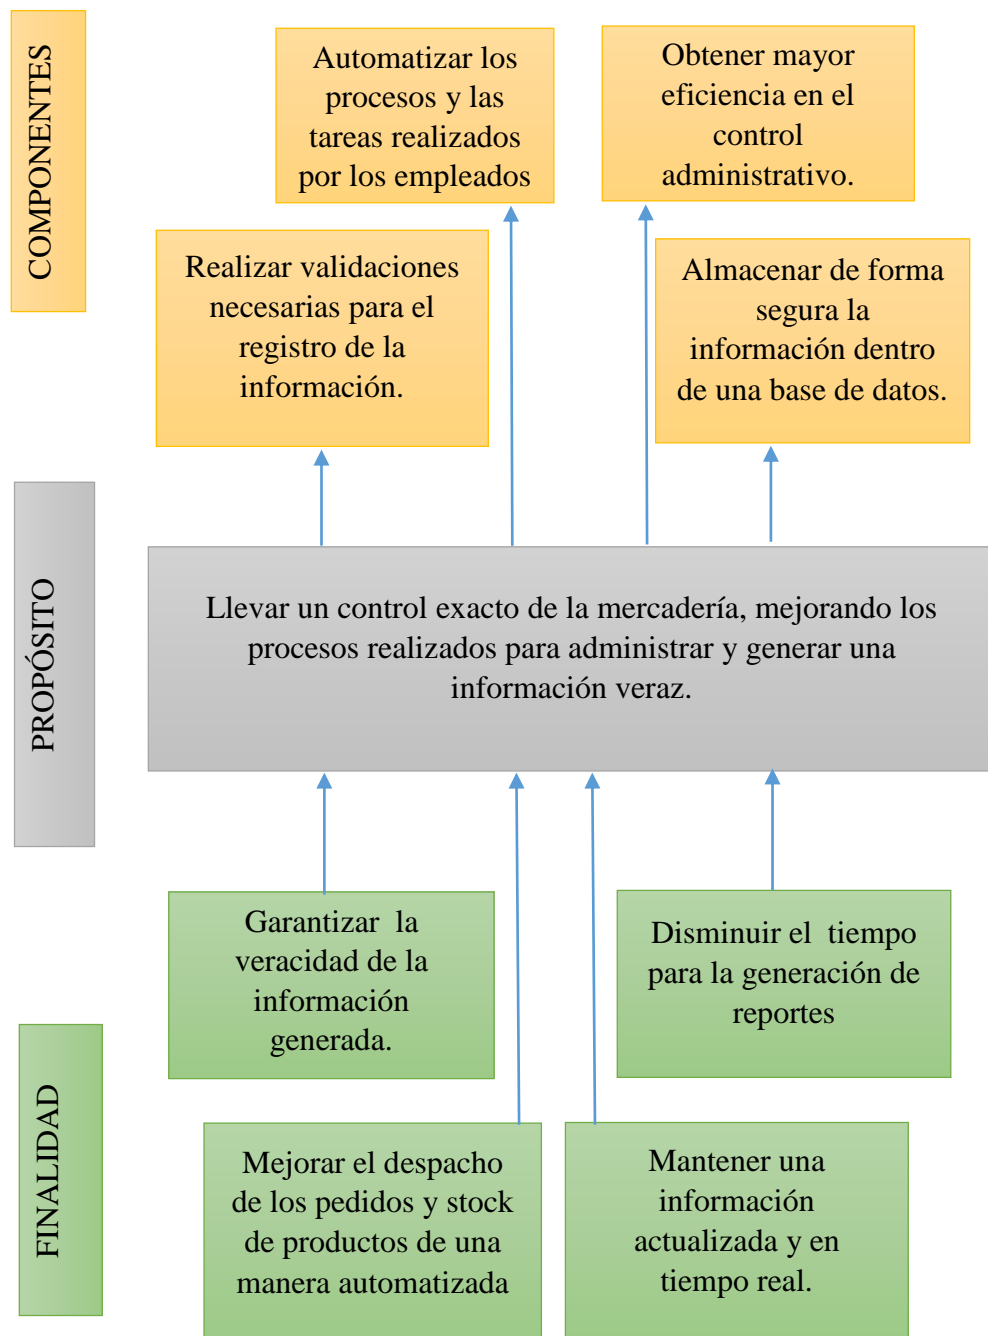 COMPONENTES
Automatizar los
procesos y las
tareas realizados
por los empleados
Obtener mayor
eficiencia en el
control
administrativo.
Realizar validaciones
necesarias para el
registro de la
información.
Almacenar de forma
segura la
información dentro
de una base de datos.
PROPÓSITO
Llevar un control exacto de la mercadería, mejorando los
procesos realizados para administrar y generar una
información veraz.
FINALIDAD
Garantizar  la
veracidad de la
información
generada.
Disminuir el  tiempo
para la generación de
reportes
Mejorar el despacho
de los pedidos y stock
de productos de una
manera automatizada
Mantener una
información
actualizada y en
tiempo real.